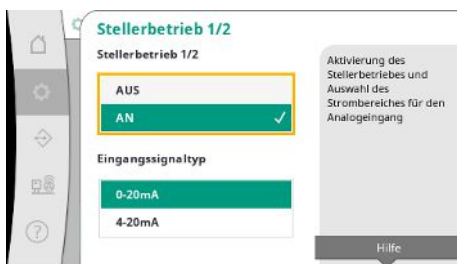 Stellerbetrieb 1/2
Stellerbetrieb 1/2
AUS
AN
Eingangssignaltyp
0-20mA
4-20mA
Aktivierung des
Stellerbetriebes und
Auswahl des
Strombereiches für den
Analogeingang
Hilfe